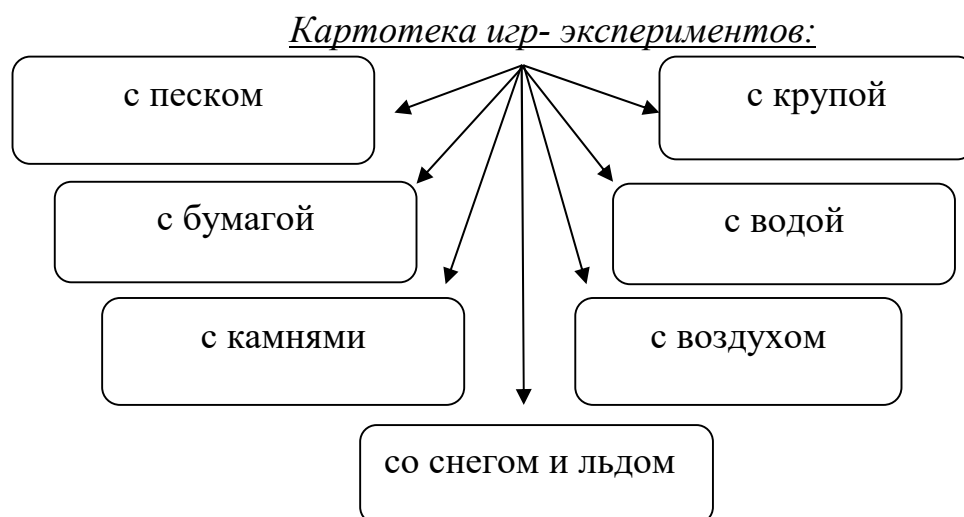 Картотека игр- экспериментов:
с песком
с крупой
с бумагой
с водой
с камнями
с воздухом
со снегом и льдом